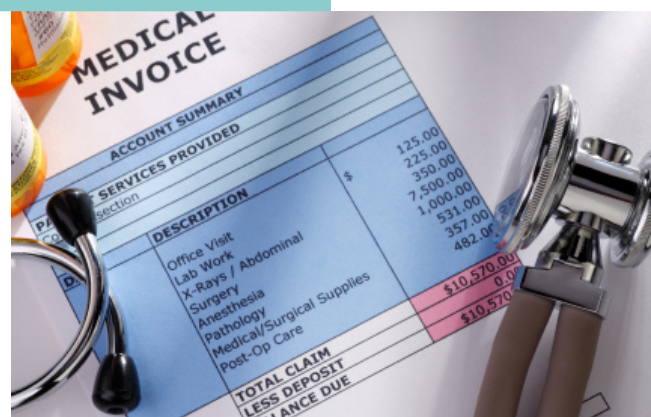 MEDICAL
INVOICE
ACCOUNT SUMMARY
SERVICES PROVIDED
section
DESCRIPTION
Office Visit $ 125.00
Lab Work 225.00
X-Rays / Abdominal 350.00
Surgery 7,500.00
Anesthesia 1,000.00
Pathology 531.00
Medical/Surgical Supplies 357.00
Post-Op Care 482.00
TOTAL CLAIM $10,570.00
LESS DEPOSIT 0.00
LANCE DUE $10,570